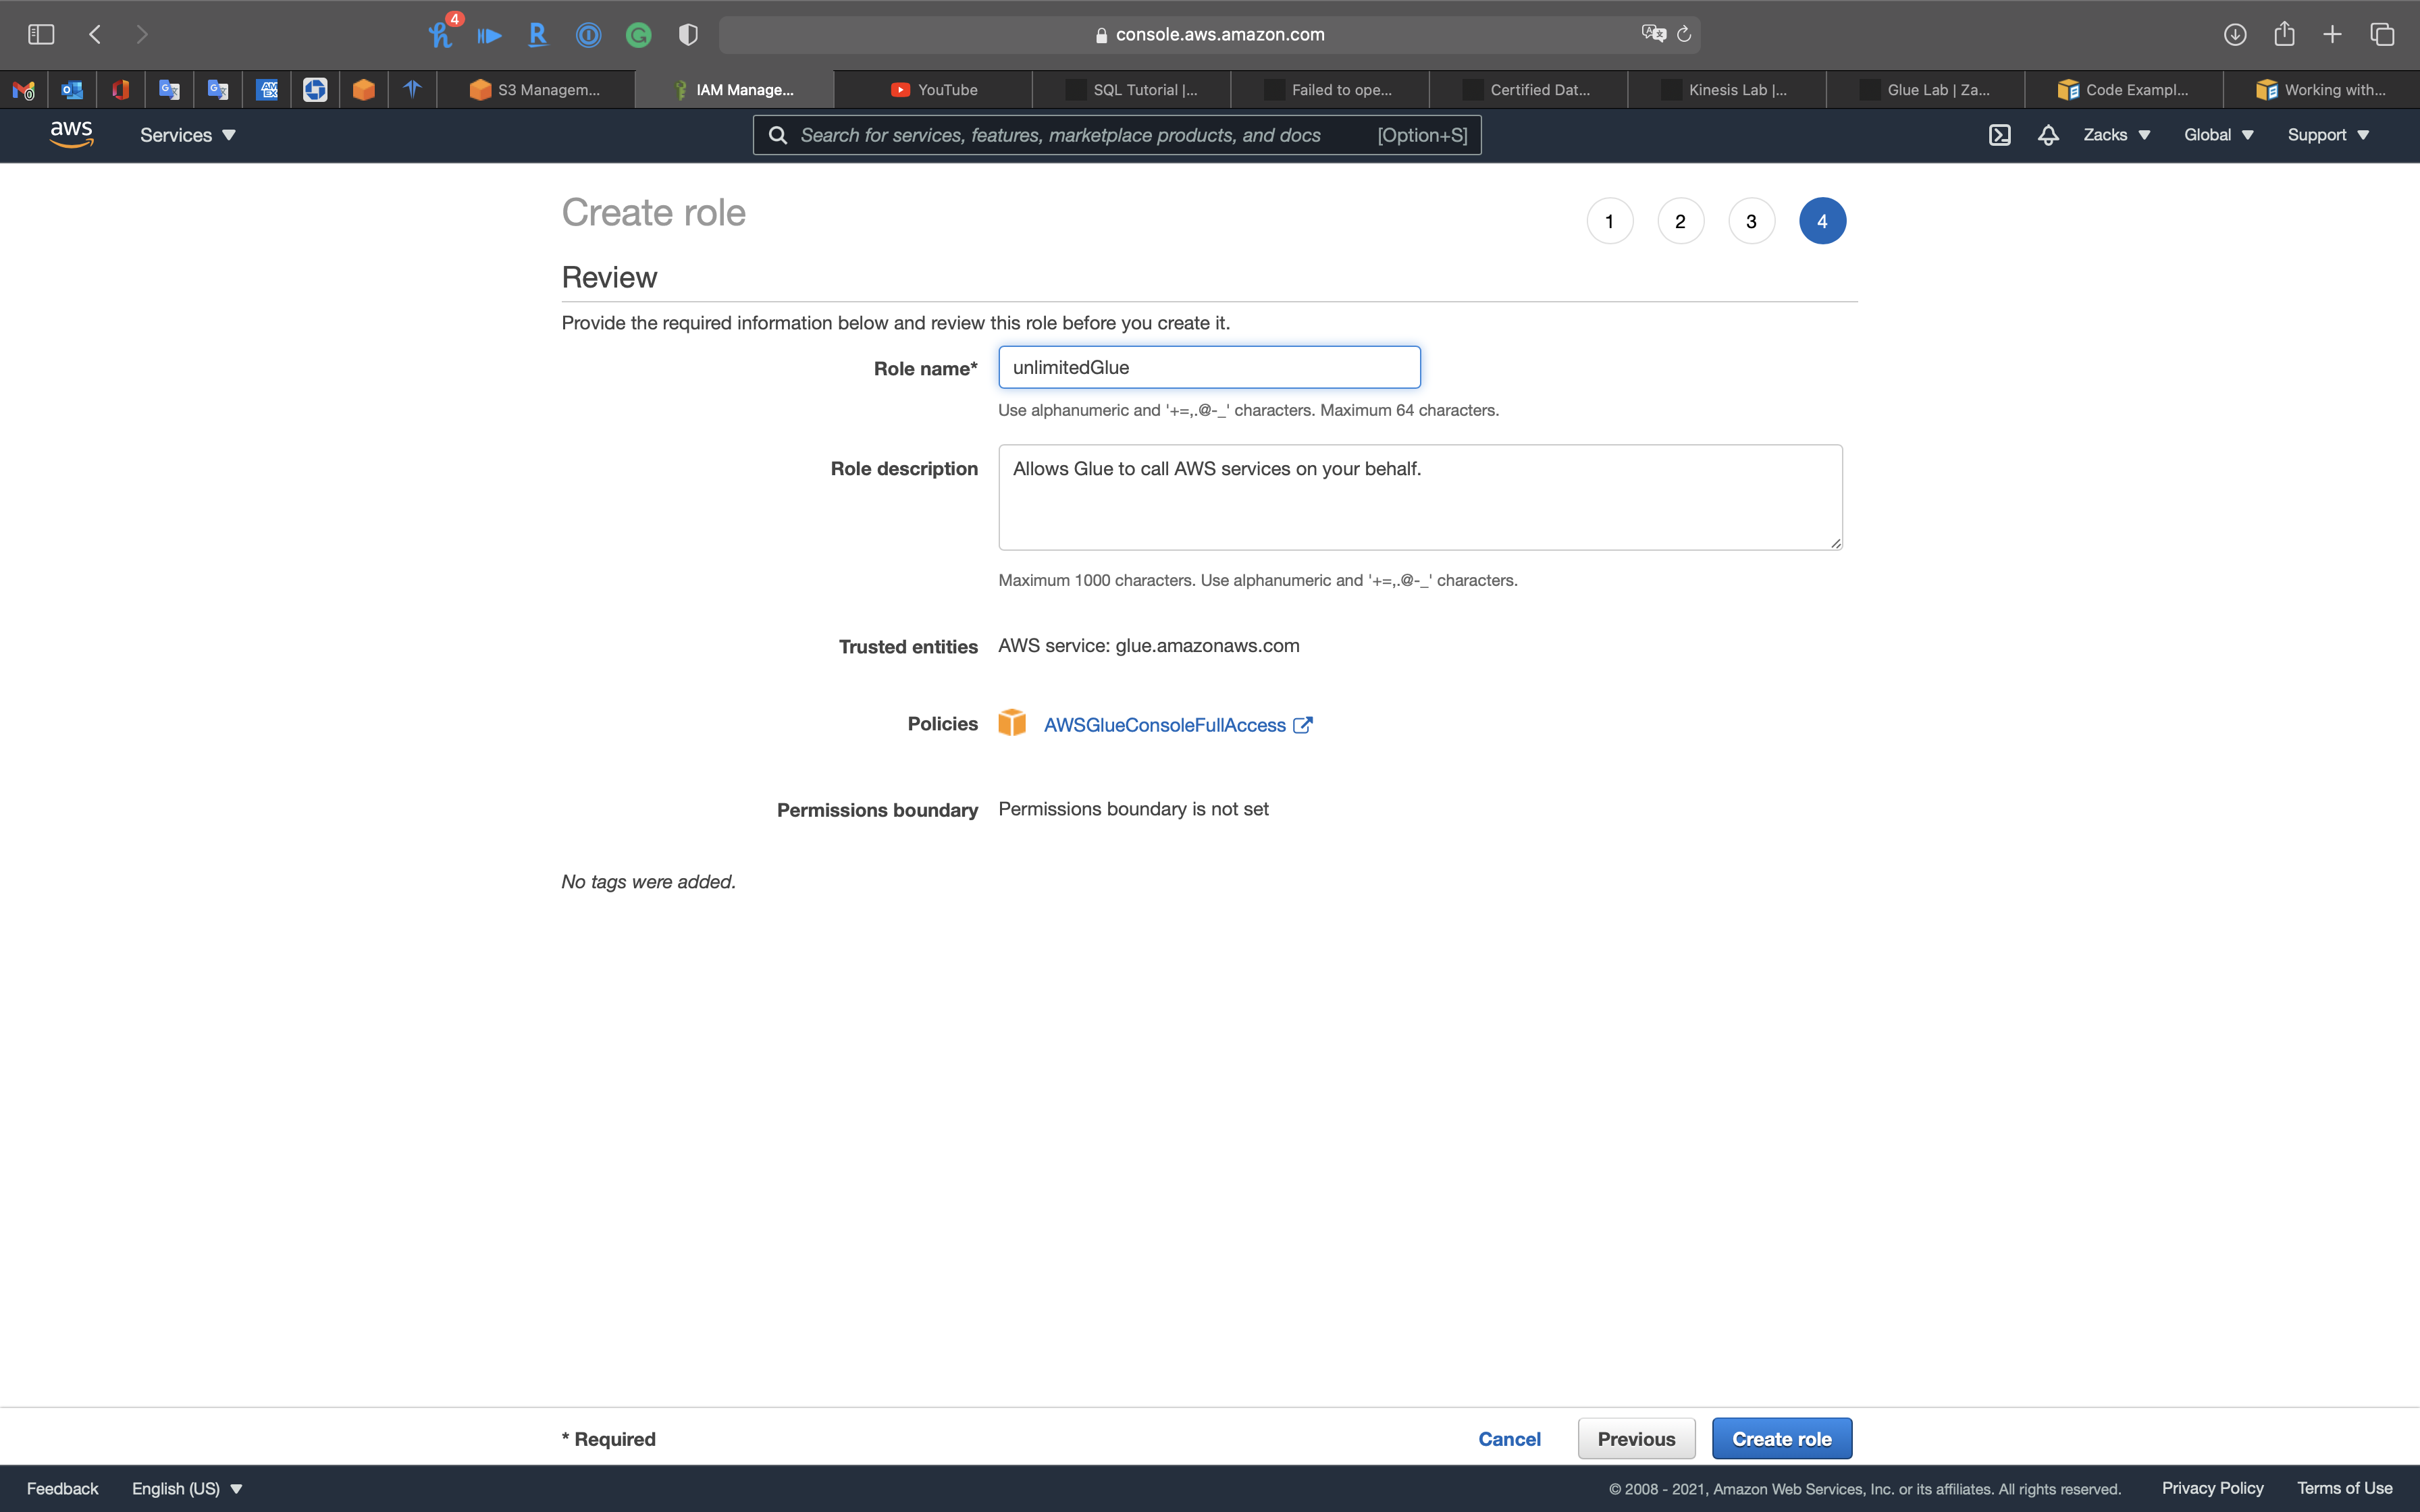 4
console.aws.amazon.com
S3 Managem...
IAM Manage...
YouTube
SQL Tutorial |...
Failed to ope...
Certified Dat...
Kinesis Lab |...
Glue Lab | Za...
Code Exampl...
Working with...
aws
Services
Search for services, features, marketplace products, and docs [Option+S]
Zacks
Global
Support
Create role
1 2 3 4
Review
Provide the required information below and review this role before you create it.
Role name* unlimitedGlue
Use alphanumeric and '+=,.@-_' characters. Maximum 64 characters.
Role description Allows Glue to call AWS services on your behalf.
Maximum 1000 characters. Use alphanumeric and '+=,.@-_' characters.
Trusted entities AWS service: glue.amazonaws.com
Policies AWSGlueConsoleFullAccess
Permissions boundary Permissions boundary is not set
No tags were added.
* Required
Cancel
Previous
Create role
Feedback
English (US)
© 2008 - 2021, Amazon Web Services, Inc. or its affiliates. All rights reserved.
Privacy Policy
Terms of Use